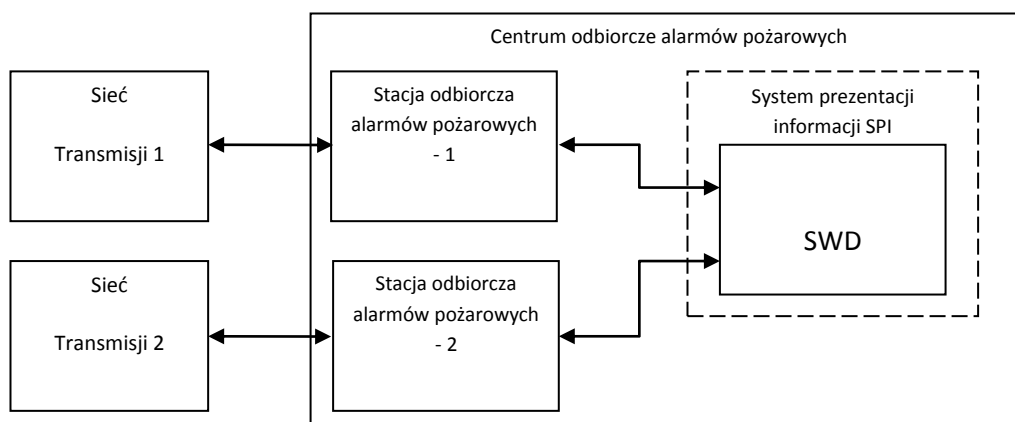 Centrum odbiorcze alarmów pożarowych
Sieć
Transmisji 1
Stacja odbiorcza
alarmów pożarowych
- 1
System prezentacji
informacji SPI
SWD
Sieć
Transmisji 2
Stacja odbiorcza
alarmów pożarowych
- 2